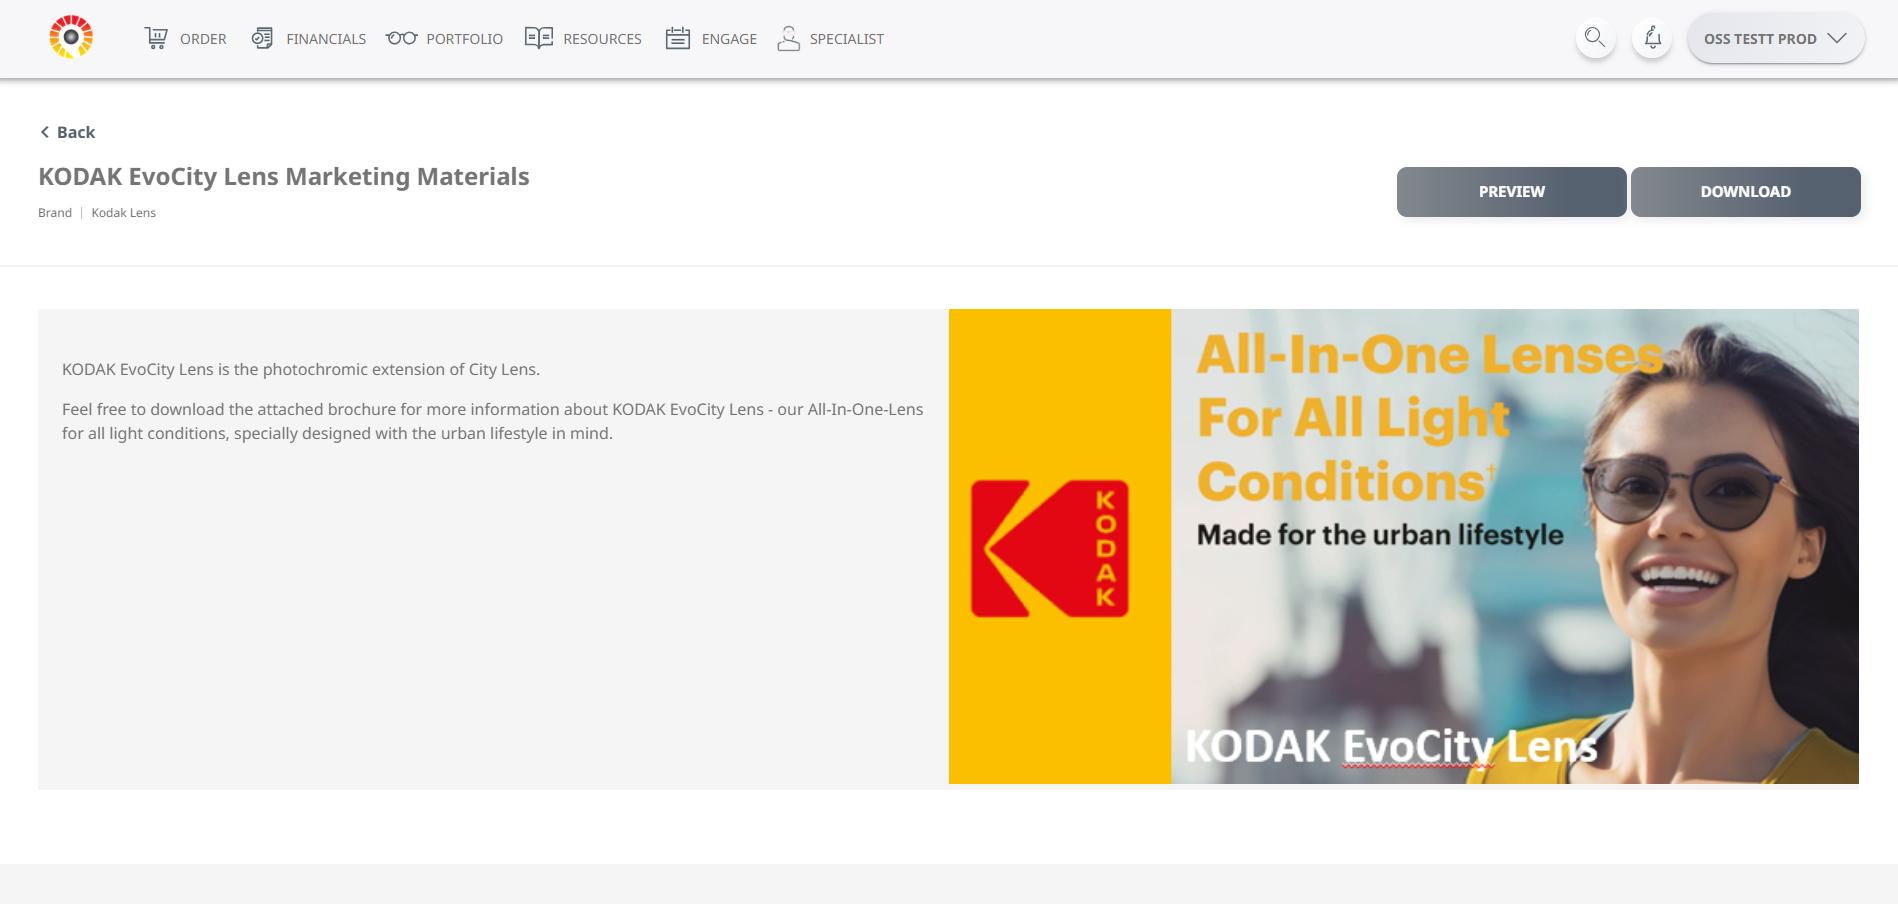 ORDER FINANCIALS PORTFOLIO RESOURCES ENGAGE SPECIALIST OSS TESTT PROD
Back
KODAK EvoCity Lens Marketing Materials
Brand | Kodak Lens
PREVIEW DOWNLOAD
KODAK EvoCity Lens is the photochromic extension of City Lens.
Feel free to download the attached brochure for more information about KODAK EvoCity Lens - our All-In-One-Lens
for all light conditions, specially designed with the urban lifestyle in mind.
KODAK
All-In-One Lenses
For All Light
Conditions†
Made for the urban lifestyle
KODAK EvoCity Lens